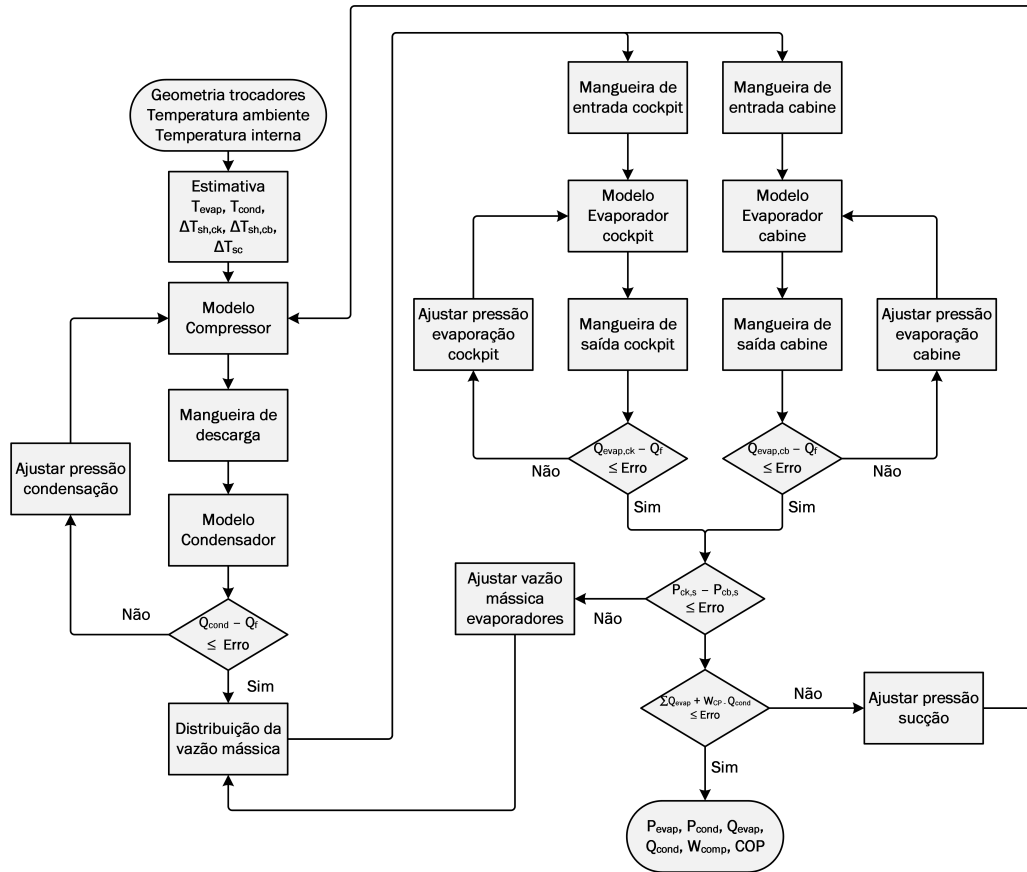 Geometria trocadores
Temperatura ambiente
Temperatura interna
Estimativa
Tevap, Tcond,
ΔTsh,ck, ΔTsh,cb,
ΔTsc
Modelo
Compressor
Mangueira de
descarga
Ajustar pressão
condensação
Modelo
Condensador
Não
Qcond – Qf
≤ Erro
Sim
Distribuição da
vazão mássica
Mangueira de
entrada cockpit
Mangueira de
entrada cabine
Modelo
Evaporador
cockpit
Modelo
Evaporador
cabine
Ajustar pressão
evaporação
cockpit
Mangueira de
saída cockpit
Mangueira de
saída cabine
Ajustar pressão
evaporação
cabine
Qevap,ck – Qf
≤ Erro
Não
Sim
Qevap,cb – Qf
≤ Erro
Não
Sim
Ajustar vazão
mássica
evaporadores
Pck,s – Pcb,s
≤ Erro
Não
ΣQevap + WCP - Qcond
≤ Erro
Não
Ajustar pressão
sucção
Sim
Pevap, Pcond, Qevap,
Qcond, Wcomp, COP